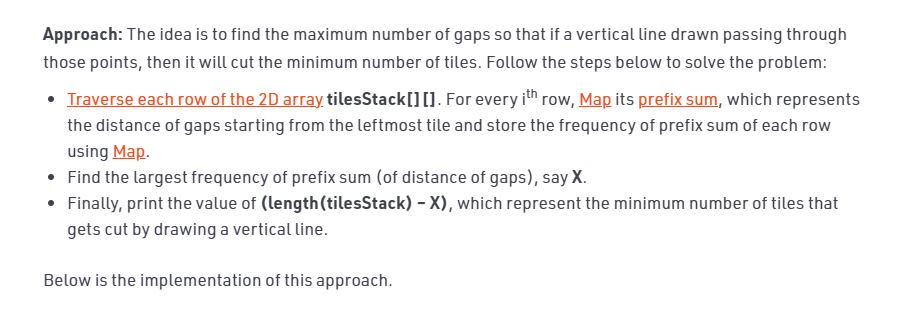 Approach: The idea is to find the maximum number of gaps so that if a vertical line drawn passing through
those points, then it will cut the minimum number of tiles. Follow the steps below to solve the problem:
• Traverse each row of the 2D array tilesStack[][]. For every ith row, Map its prefix sum, which represents
the distance of gaps starting from the leftmost tile and store the frequency of prefix sum of each row
using Map.
• Find the largest frequency of prefix sum (of distance of gaps), say X.
• Finally, print the value of (length(tilesStack) – X), which represent the minimum number of tiles that
gets cut by drawing a vertical line.
Below is the implementation of this approach.